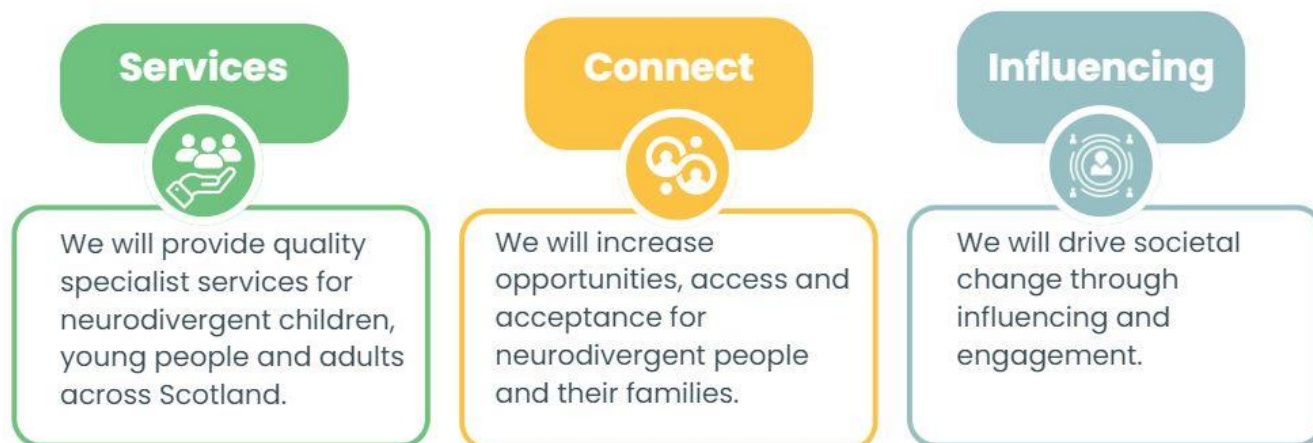 Services
We will provide quality
specialist services for
neurodivergent children,
young people and adults
across Scotland.
Connect
We will increase
opportunities, access and
acceptance for
neurodivergent people
and their families.
Influencing
We will drive societal
change through
influencing and
engagement.